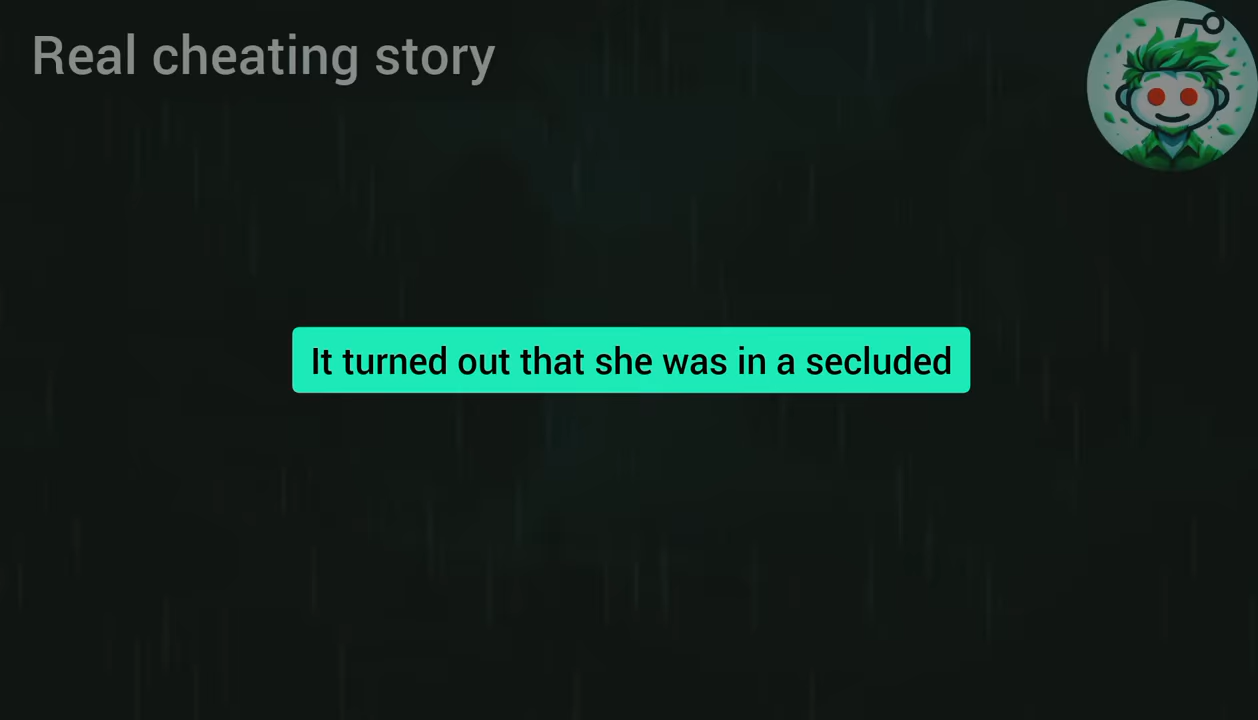 Real cheating story
It turned out that she was in a secluded